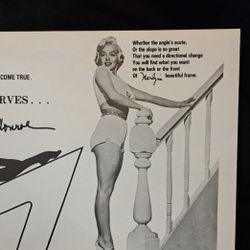 Whether the angle's acute,
Or the slope is so great
That you need a directional change
You will find what you want
on the back or the front
Of Marilyn's beautiful frame.
COME TRUE.
RVES...
Monroe